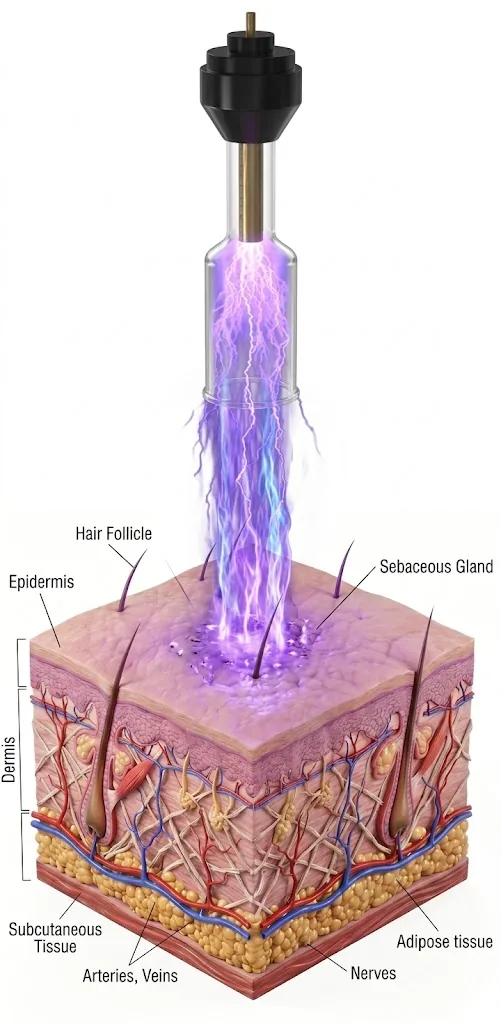 Hair Follicle
Sebaceous Gland
Epidermis
Dermis
Subcutaneous
Tissue
Arteries, Veins
Nerves
Adipose tissue